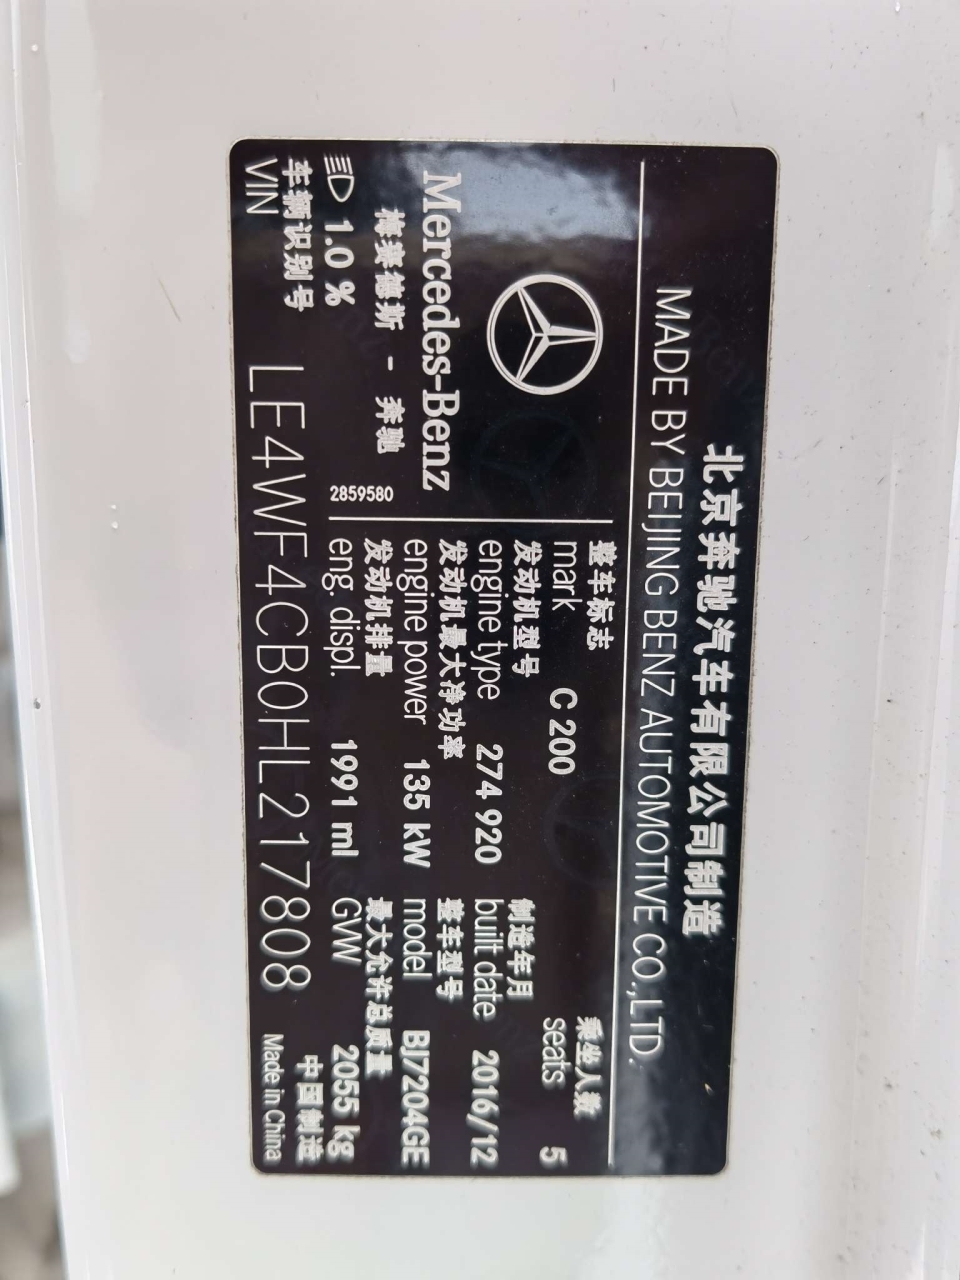 北京奔驰汽车有限公司制造
MADE BY BEIJING BENZ AUTOMOTIVE CO.,LTD.
Mercedes-Benz
梅赛德斯 - 奔驰
1.0 %
2859580
整车标志
mark C 200
乘坐人数
seats 5
发动机型号
engine type 274 920
制造年月
built date 2016/12
发动机最大净功率
engine power 135 kW
整车型号
model BJ7204GE
发动机排量
eng. displ. 1991 ml
最大允许总质量
GVW 2055 kg
车辆识别号
VIN LE4WF4CB0HL217808
中国制造
Made in China